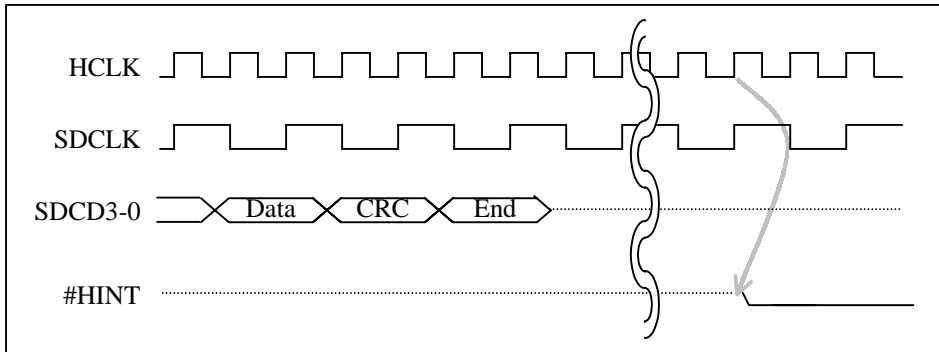 HCLK
SDCLK
SDCD3-0 Data CRC End
#HINT